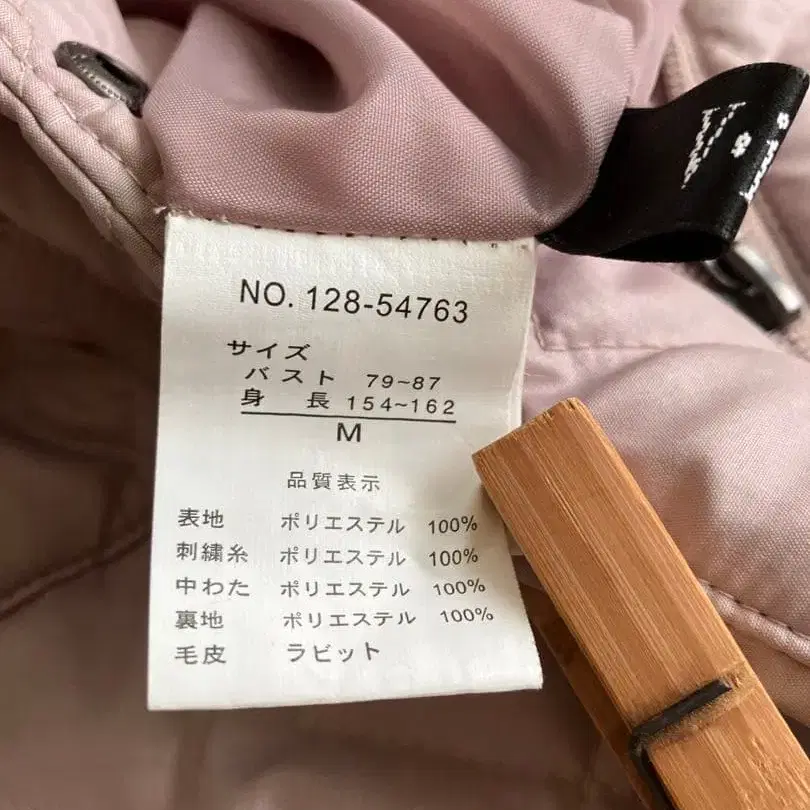 NO. 128-54763
サイズ
バスト 79~87
身 長 154~162
M
品質表示
表地 ポリエステル 100%
刺繍糸 ポリエステル 100%
中わた ポリエステル 100%
裏地 ポリエステル 100%
毛皮 ラビット